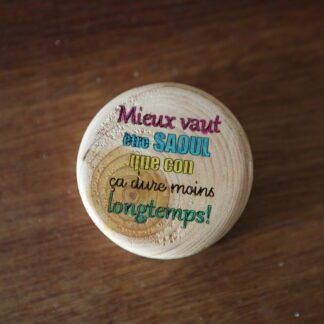 Mieux vaut
être SAOUL
que con
ça dure moins
longtemps!